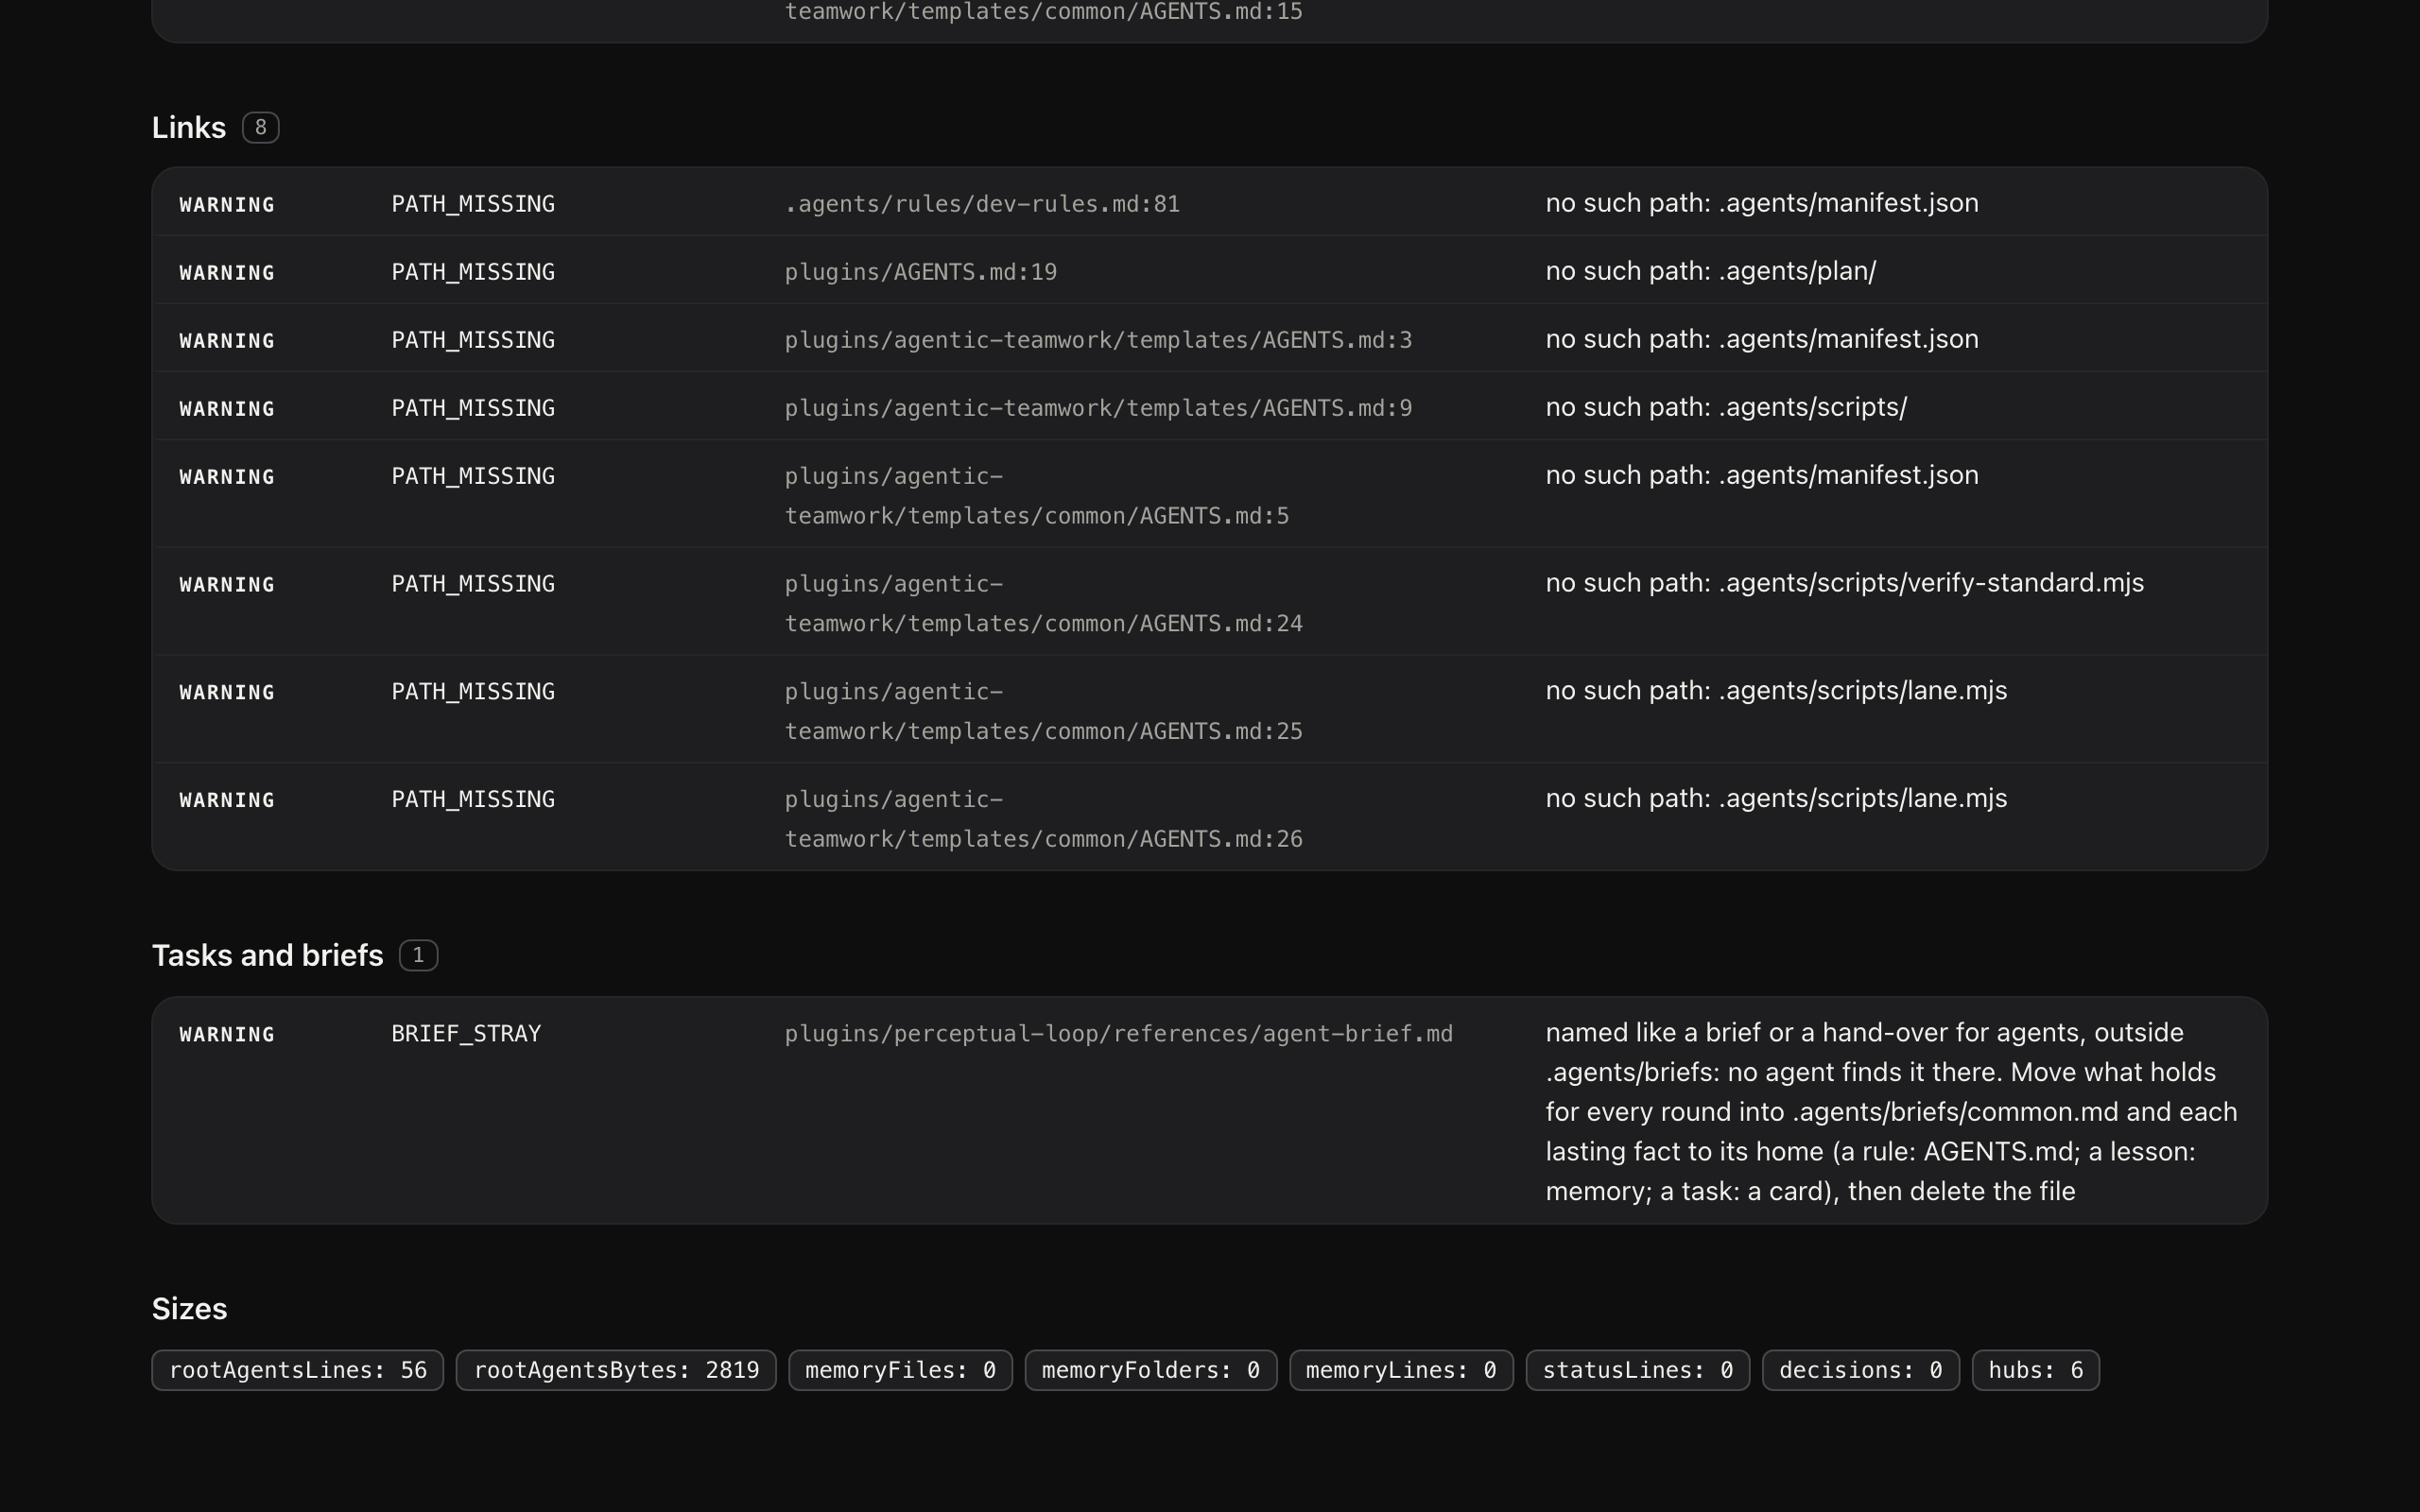 teamwork/templates/common/AGENTS.md:15
Links 8
WARNING PATH_MISSING .agents/rules/dev-rules.md:81 no such path: .agents/manifest.json
WARNING PATH_MISSING plugins/AGENTS.md:19 no such path: .agents/plan/
WARNING PATH_MISSING plugins/agentic-teamwork/templates/AGENTS.md:3 no such path: .agents/manifest.json
WARNING PATH_MISSING plugins/agentic-teamwork/templates/AGENTS.md:9 no such path: .agents/scripts/
WARNING PATH_MISSING plugins/agentic- no such path: .agents/manifest.json
teamwork/templates/common/AGENTS.md:5
WARNING PATH_MISSING plugins/agentic- no such path: .agents/scripts/verify-standard.mjs
teamwork/templates/common/AGENTS.md:24
WARNING PATH_MISSING plugins/agentic- no such path: .agents/scripts/lane.mjs
teamwork/templates/common/AGENTS.md:25
WARNING PATH_MISSING plugins/agentic- no such path: .agents/scripts/lane.mjs
teamwork/templates/common/AGENTS.md:26
Tasks and briefs 1
WARNING BRIEF_STRAY plugins/perceptual-loop/references/agent-brief.md named like a brief or a hand-over for agents, outside
.agents/briefs: no agent finds it there. Move what holds
for every round into .agents/briefs/common.md and each
lasting fact to its home (a rule: AGENTS.md; a lesson:
memory; a task: a card), then delete the file
Sizes
rootAgentsLines: 56 rootAgentsBytes: 2819 memoryFiles: 0 memoryFolders: 0 memoryLines: 0 statusLines: 0 decisions: 0 hubs: 6